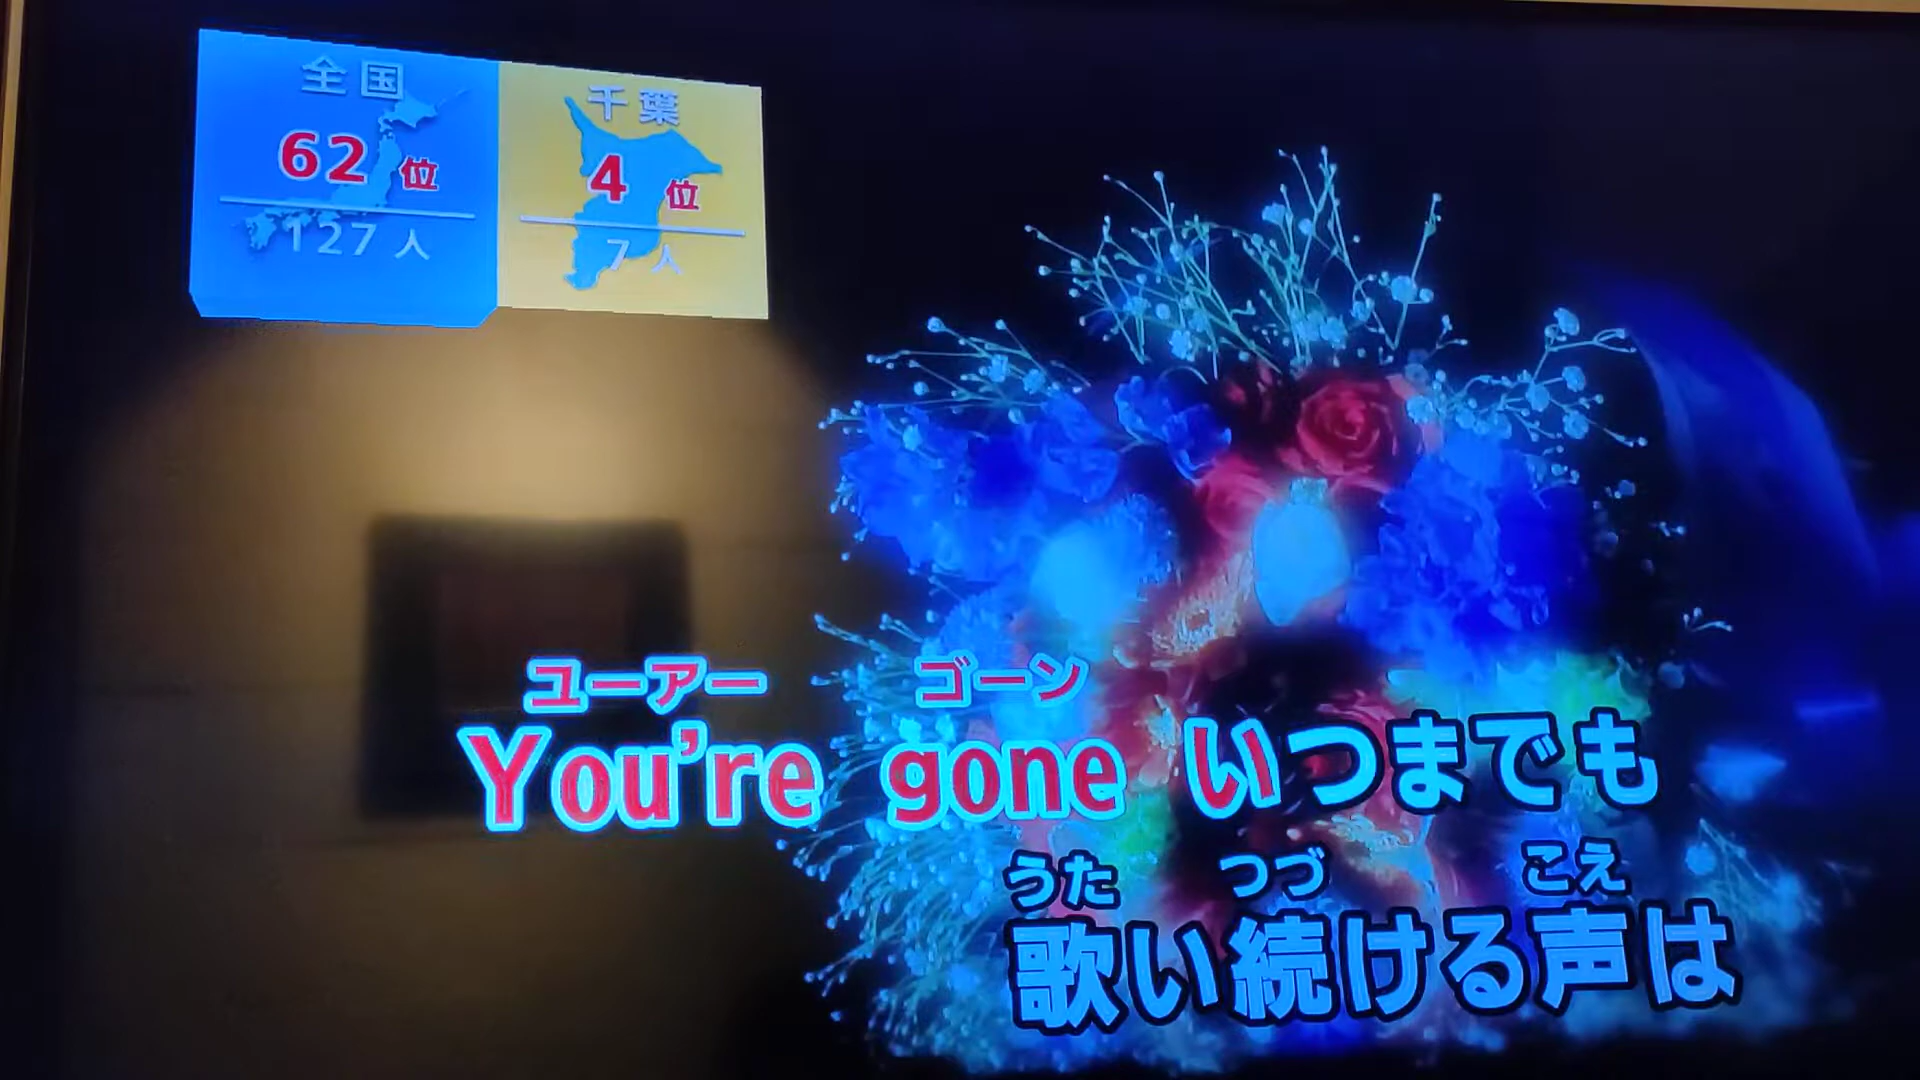 全国
62位
127人
千葉
4位
7人
ユーアー ゴーン
You're gone いつまでも
うた つづ こえ
歌い続ける声は